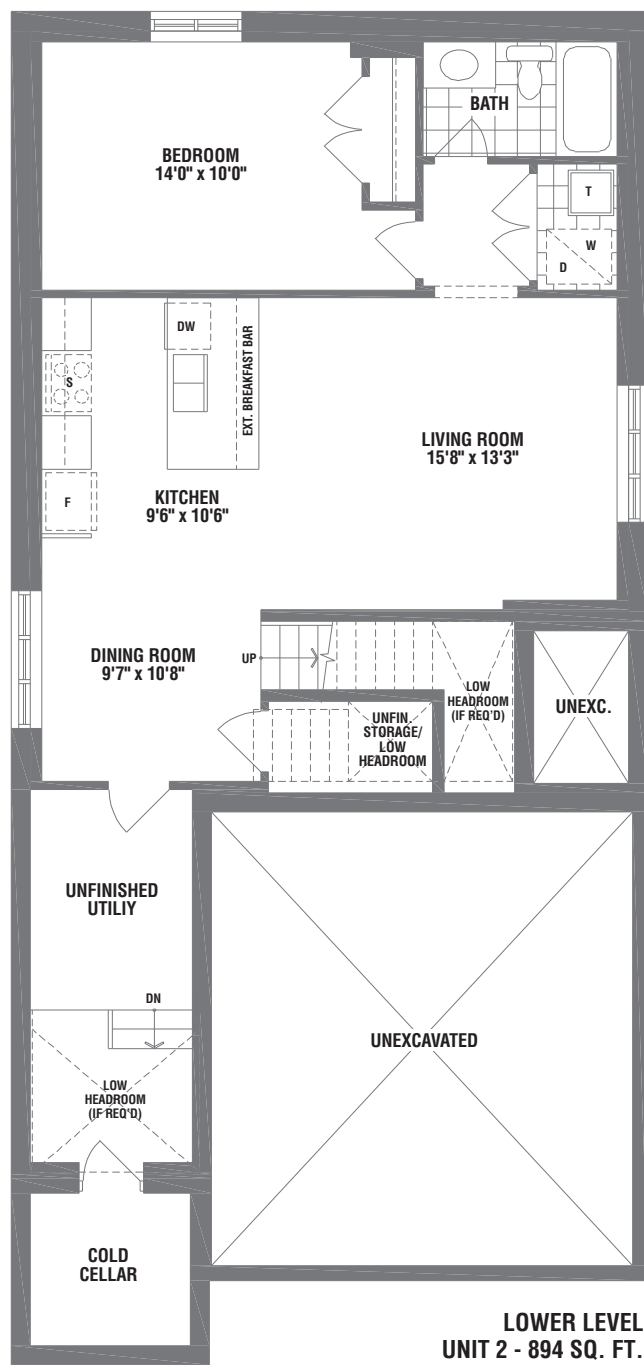 BATH
BEDROOM
14'0" x 10'0"
T
W
D
DW
EXT. BREAKFAST BAR
S
LIVING ROOM
15'8" x 13'3"
F
KITCHEN
9'6" x 10'6"
DINING ROOM
9'7" x 10'8"
UP
LOW
HEADROOM
(IF REQ'D)
UNEXC.
UNFIN.
STORAGE/
LOW
HEADROOM
UNFINISHED
UTILIY
DN
UNEXCAVATED
LOW
HEADROOM
(IF REQ'D)
COLD
CELLAR
LOWER LEVEL
UNIT 2 - 894 SQ. FT.